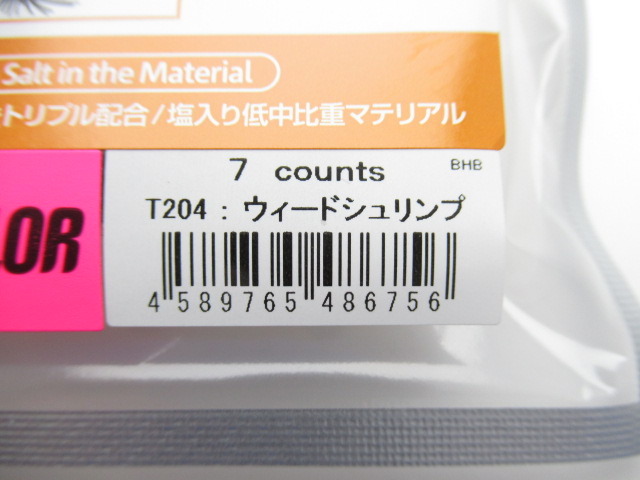 Salt in the Material
トリプル配合/塩入り低中比重マテリアル
7 counts
BHB
LOR
T204 : ウィードシュリンプ
4 589765 486756